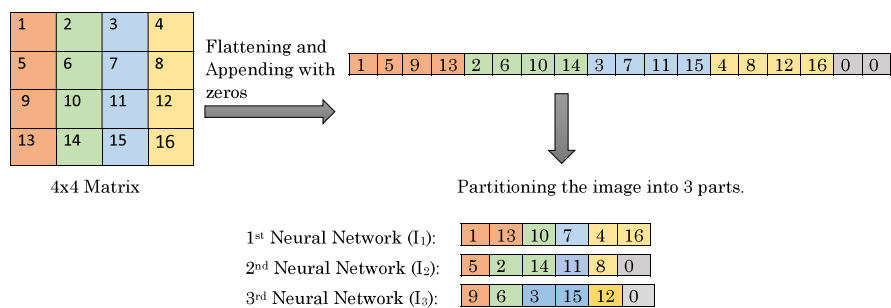 1 2 3 4
5 6 7 8
9 10 11 12
13 14 15 16
4x4 Matrix
Flattening and
Appending with
zeros
1 5 9 13 2 6 10 14 3 7 11 15 4 8 12 16 0 0
Partitioning the image into 3 parts.
1st Neural Network (I1): 1 13 10 7 4 16
2nd Neural Network (I2): 5 2 14 11 8 0
3rd Neural Network (I3): 9 6 3 15 12 0